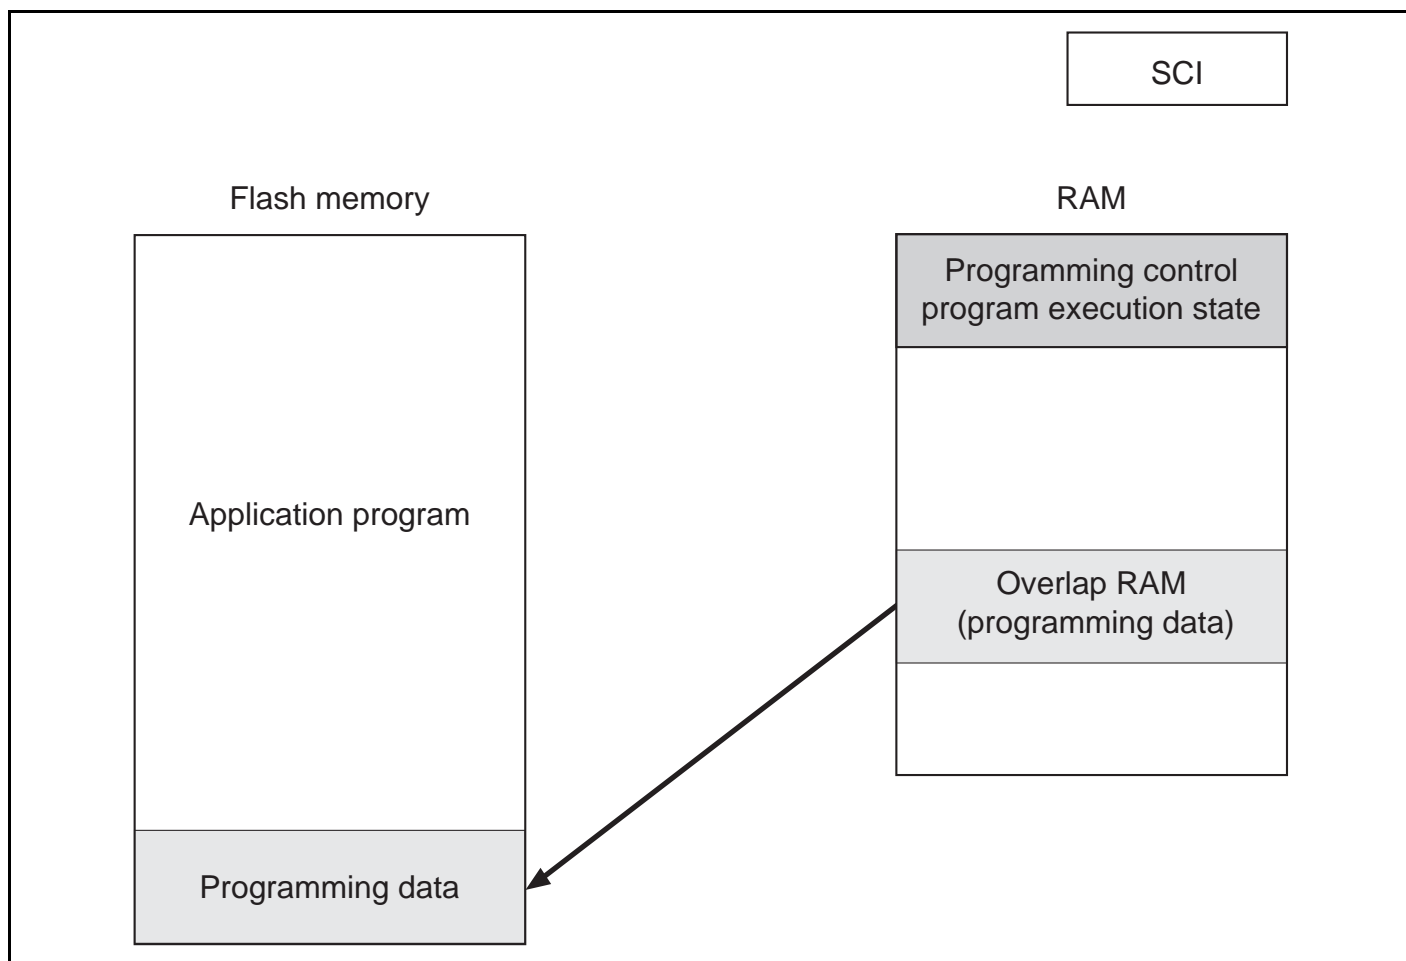 SCI
Flash memory
RAM
Programming control
program execution state
Application program
Overlap RAM
(programming data)
Programming data